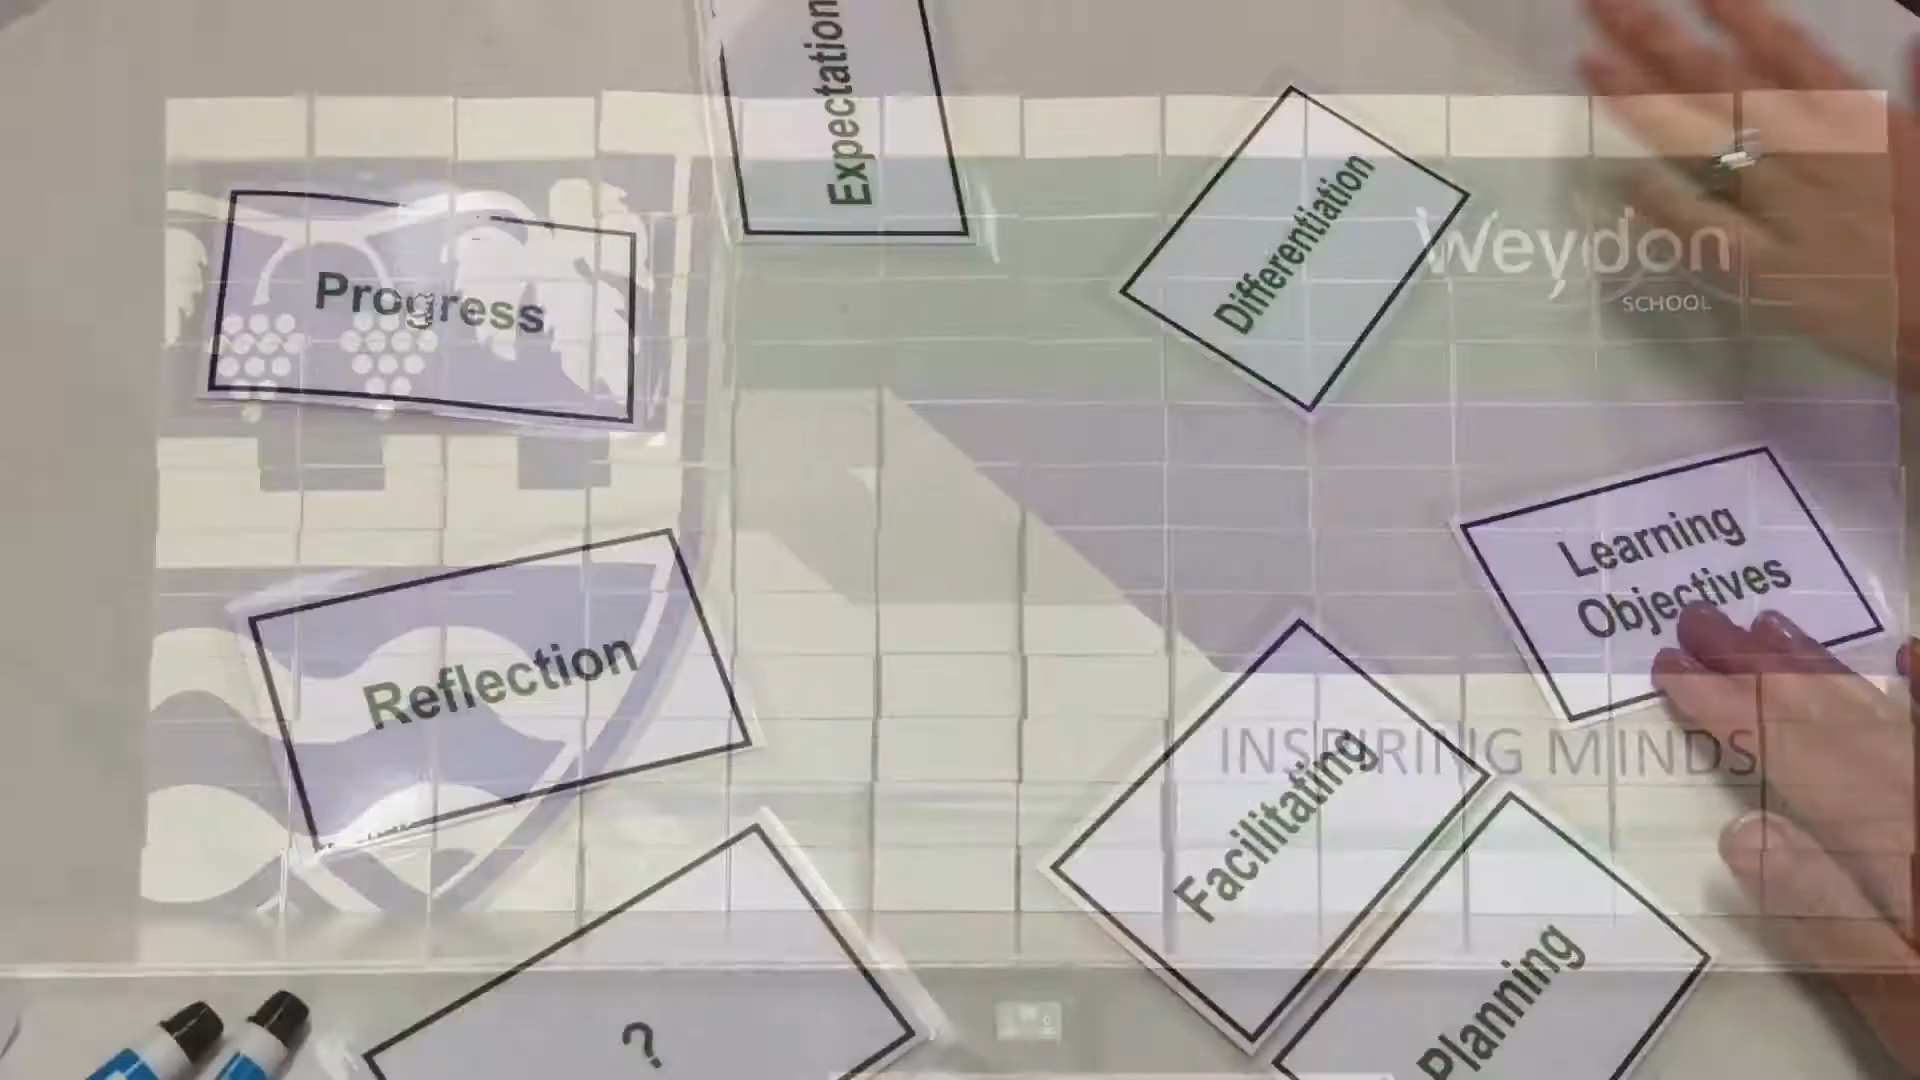 Expectation
Differentiation
Progress
Weydon
SCHOOL
Learning
Objectives
Reflection
INSPIRING MINDS
Facilitating
Planning
?